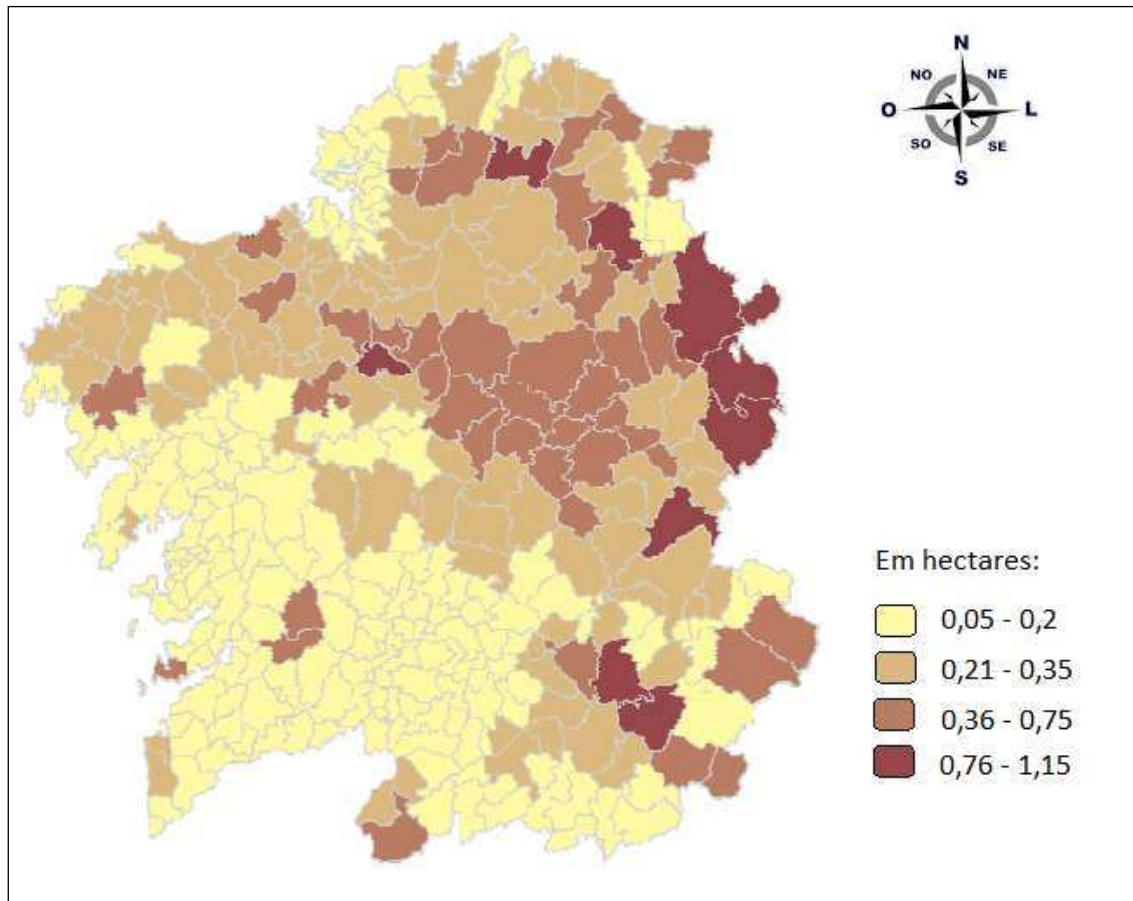 N
NO
NE
O
L
SO
SE
S
Em hectares:
0,05 - 0,2
0,21 - 0,35
0,36 - 0,75
0,76 - 1,15